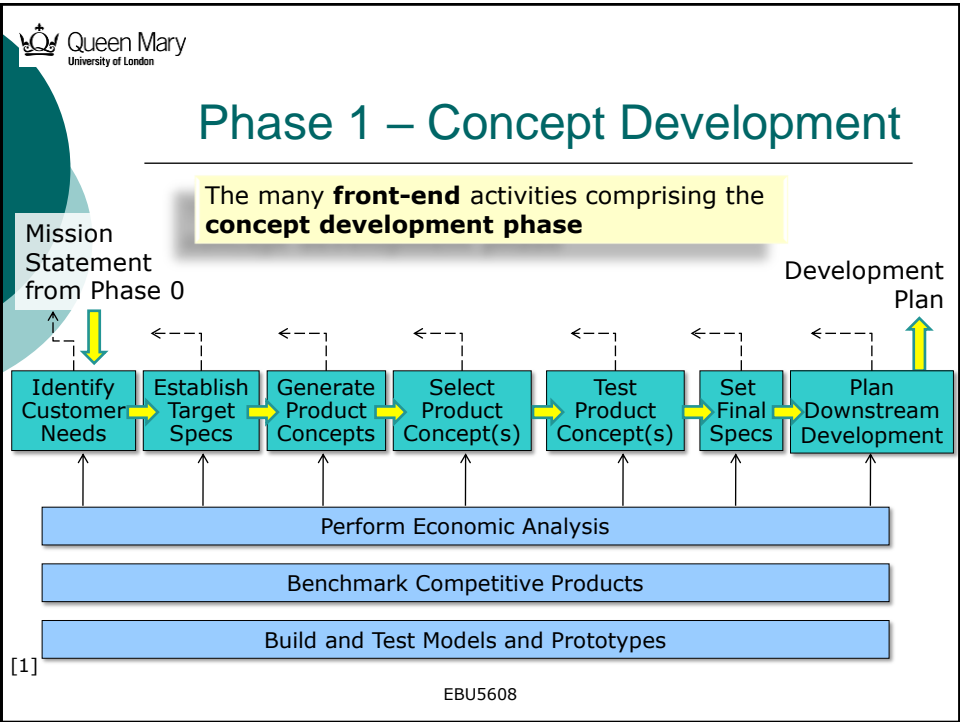 Queen Mary
University of London
Phase 1 – Concept Development
The many front-end activities comprising the
concept development phase
Mission
Statement
from Phase 0
Development
Plan
Identify
Customer
Needs
Establish
Target
Specs
Generate
Product
Concepts
Select
Product
Concept(s)
Test
Product
Concept(s)
Set
Final
Specs
Plan
Downstream
Development
Perform Economic Analysis
Benchmark Competitive Products
Build and Test Models and Prototypes
[1]
EBU5608